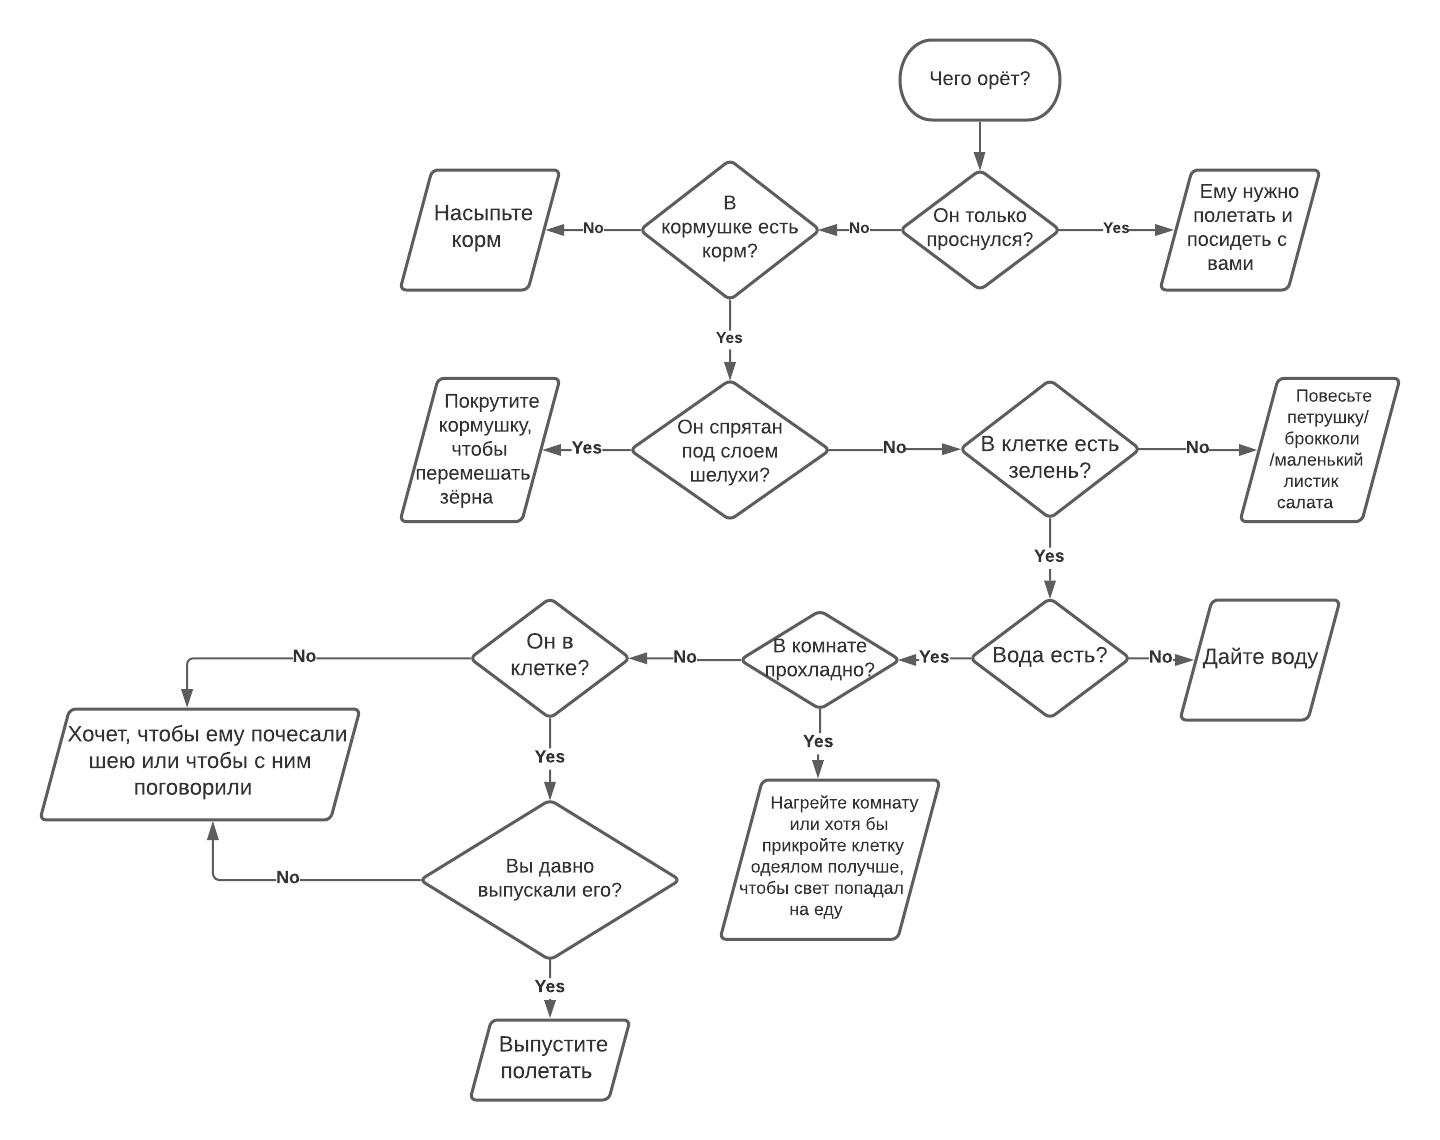 Чего орёт?
Насыпьте
корм
No
В
кормушке есть
корм?
No
Он только
проснулся?
Yes
Ему нужно
полетать и
посидеть с
вами
Yes
Покрутите
кормушку,
чтобы
перемешать
зёрна
Yes
Он спрятан
под слоем
шелухи?
No
В клетке есть
зелень?
No
Повесьте
петрушку/
брокколи
/маленький
листик
салата
Yes
No
Он в
клетке?
No
В комнате
прохладно?
Yes
Вода есть?
No
Дайте воду
Хочет, чтобы ему почесали
шею или чтобы с ним
поговорили
Yes
Yes
Нагрейте комнату
или хотя бы
прикройте клетку
одеялом получше,
чтобы свет попадал
на еду
No
Вы давно
выпускали его?
Yes
Выпустите
полетать